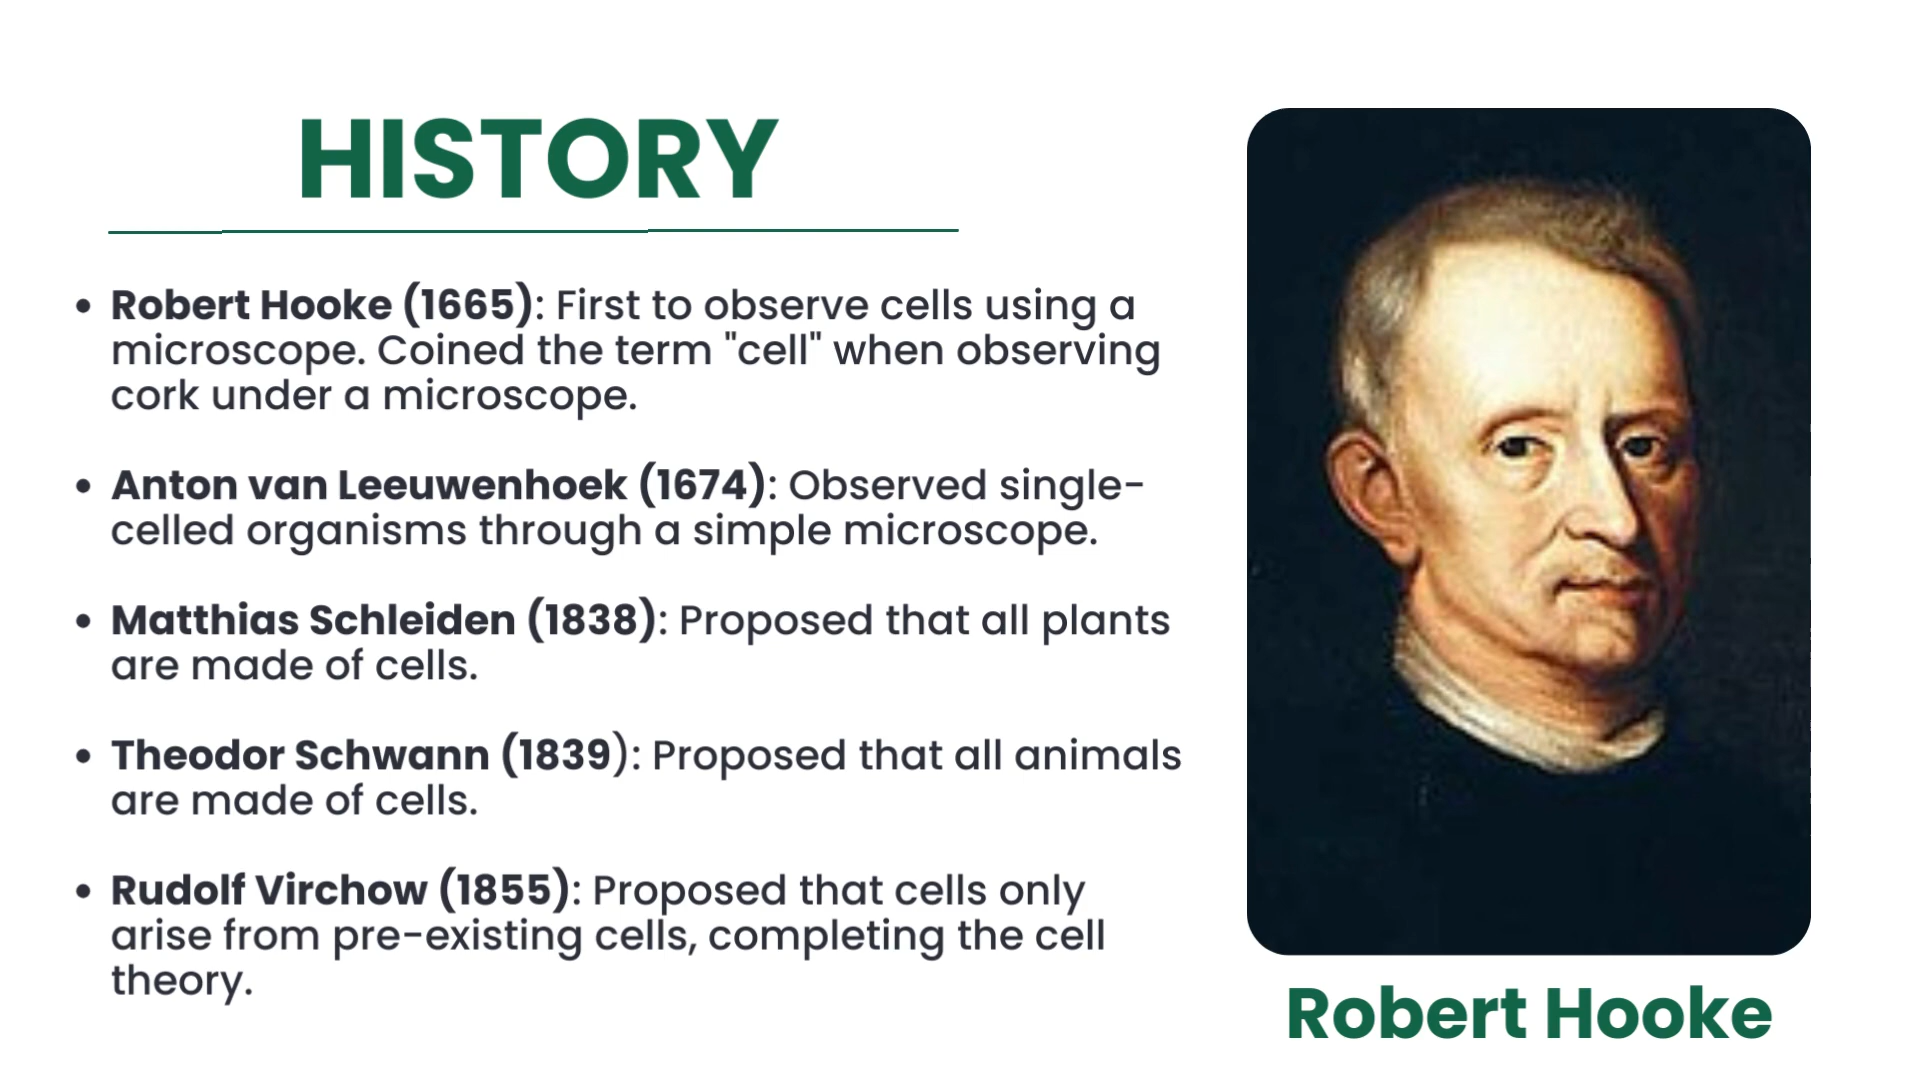 HISTORY
• Robert Hooke (1665): First to observe cells using a
microscope. Coined the term "cell" when observing
cork under a microscope.
• Anton van Leeuwenhoek (1674): Observed single-
celled organisms through a simple microscope.
• Matthias Schleiden (1838): Proposed that all plants
are made of cells.
• Theodor Schwann (1839): Proposed that all animals
are made of cells.
• Rudolf Virchow (1855): Proposed that cells only
arise from pre-existing cells, completing the cell
theory.
Robert Hooke